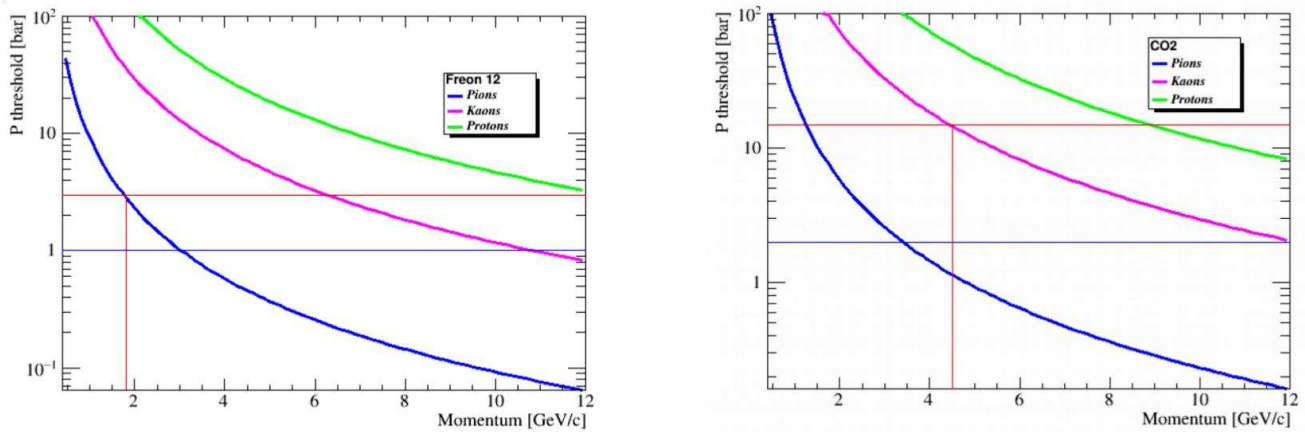 P threshold [bar]
10²
10
1
10⁻¹
Freon 12
Pions
Kaons
Protons
2 4 6 8 10 12
Momentum [GeV/c]
P threshold [bar]
10²
10
1
CO2
Pions
Kaons
Protons
2 4 6 8 10 12
Momentum [GeV/c]